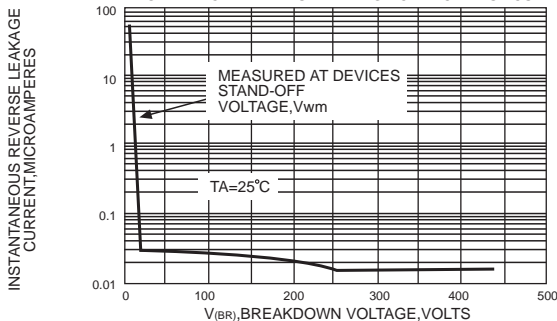 100
10
1
0.1
0.01
INSTANTANEOUS REVERSE LEAKAGE
CURRENT,MICROAMPERES
MEASURED AT DEVICES
STAND-OFF
VOLTAGE,Vwm
TA=25°C
0 100 200 300 400 500
V(BR),BREAKDOWN VOLTAGE,VOLTS